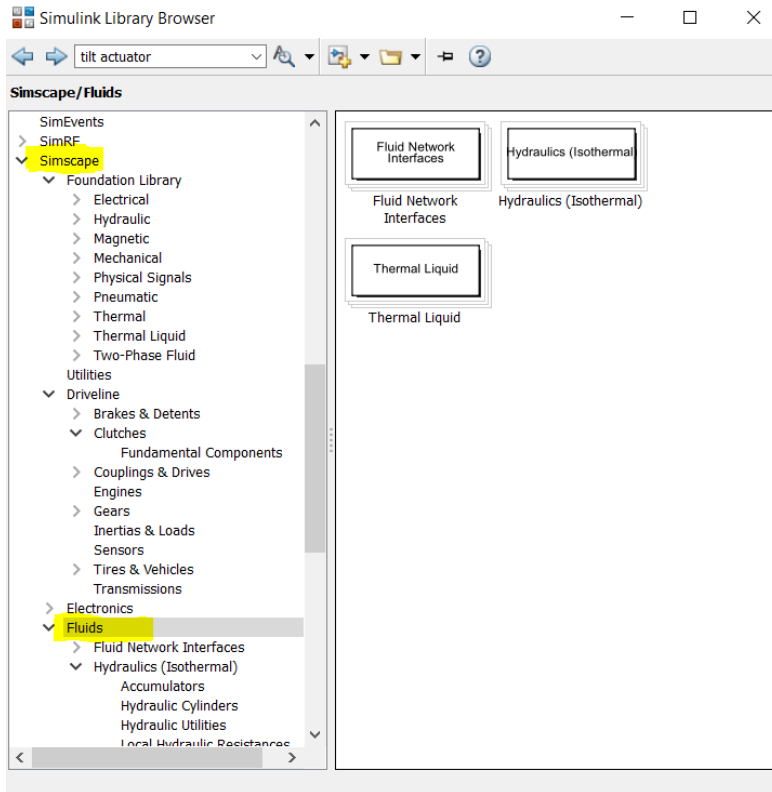 Simulink Library Browser
tilt actuator
Simscape/Fluids
SimEvents
SimRF
Simscape
Foundation Library
Electrical
Hydraulic
Magnetic
Mechanical
Physical Signals
Pneumatic
Thermal
Thermal Liquid
Two-Phase Fluid
Utilities
Driveline
Brakes & Detents
Clutches
Fundamental Components
Couplings & Drives
Engines
Gears
Inertias & Loads
Sensors
Tires & Vehicles
Transmissions
Electronics
Fluids
Fluid Network Interfaces
Hydraulics (Isothermal)
Accumulators
Hydraulic Cylinders
Hydraulic Utilities
Local Hydraulic Resistances
Fluid Network
Interfaces
Fluid Network
Interfaces
Hydraulics (Isothermal
Hydraulics (Isothermal)
Thermal Liquid
Thermal Liquid